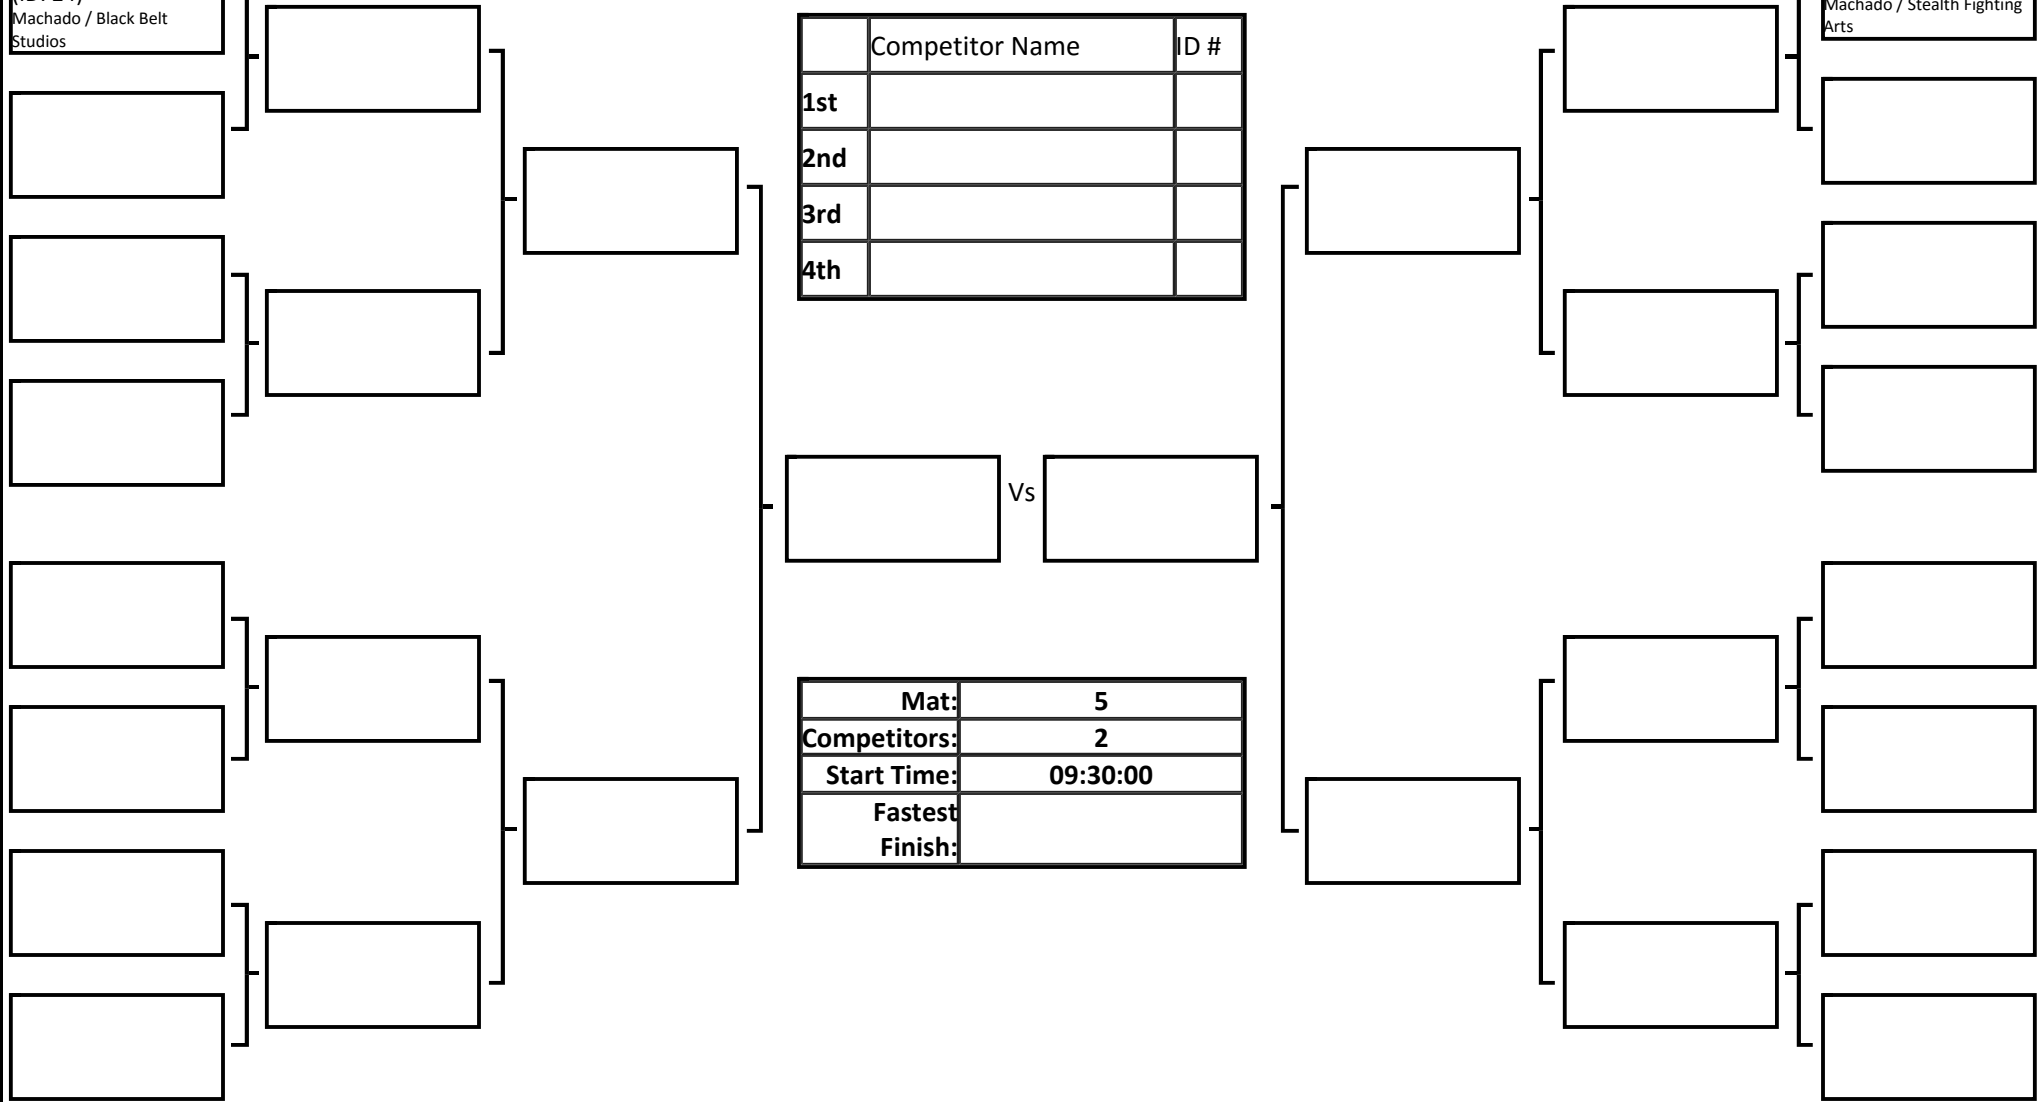 Machado / Black Belt
Studios
Machado / Stealth Fighting
Arts
Competitor Name ID #
1st
2nd
3rd
4th
Vs
Mat: 5
Competitors: 2
Start Time: 09:30:00
Fastest
Finish: